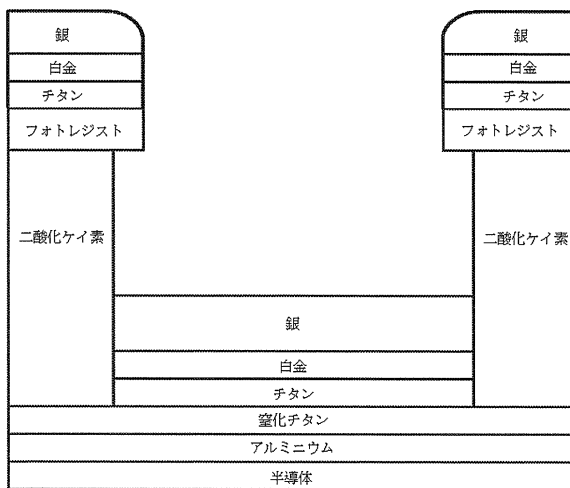 銀
銀
白金
白金
チタン
チタン
フォトレジスト
フォトレジスト
二酸化ケイ素
二酸化ケイ素
銀
白金
チタン
窒化チタン
アルミニウム
半導体